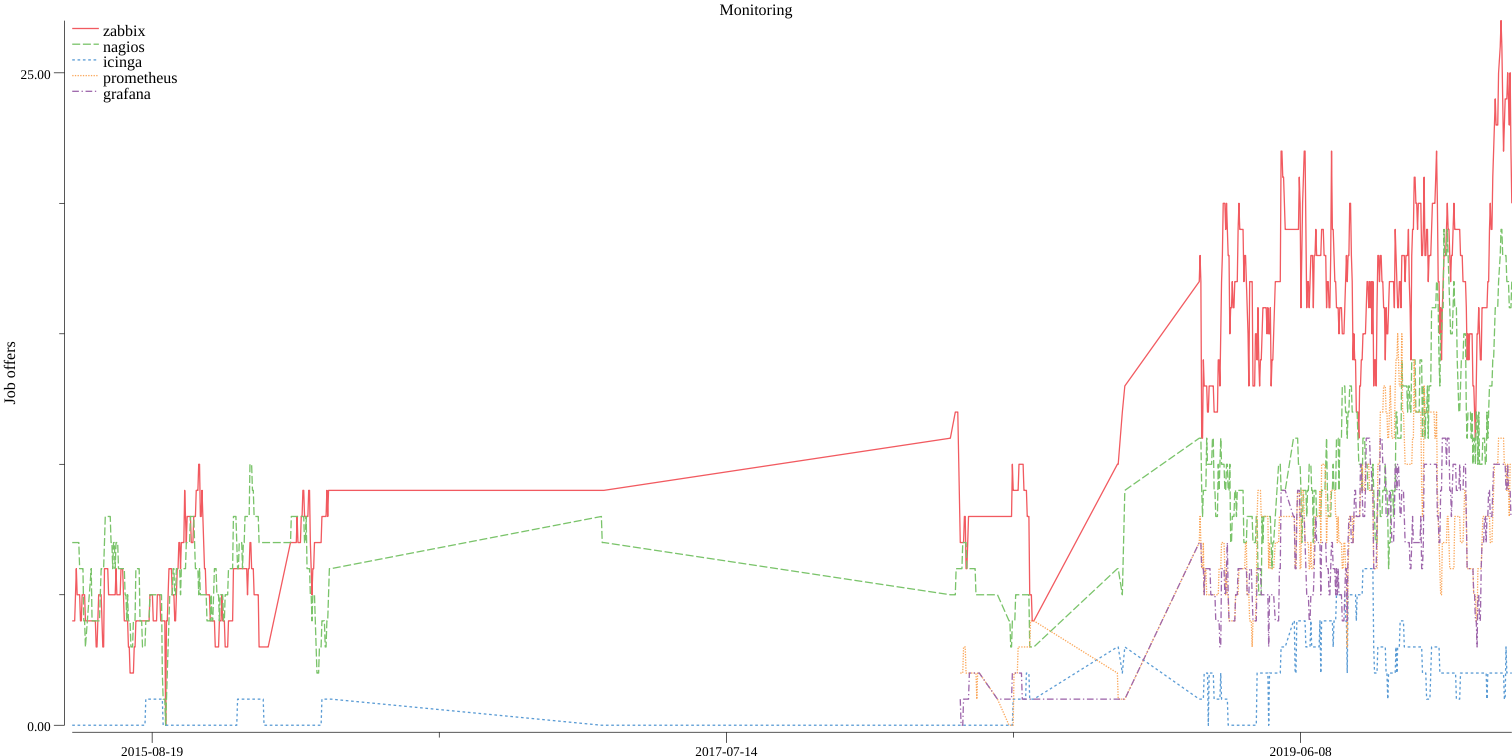 Monitoring
zabbix
nagios
icinga
prometheus
grafana
25.00
Job offers
0.00
2015-08-19
2017-07-14
2019-06-08